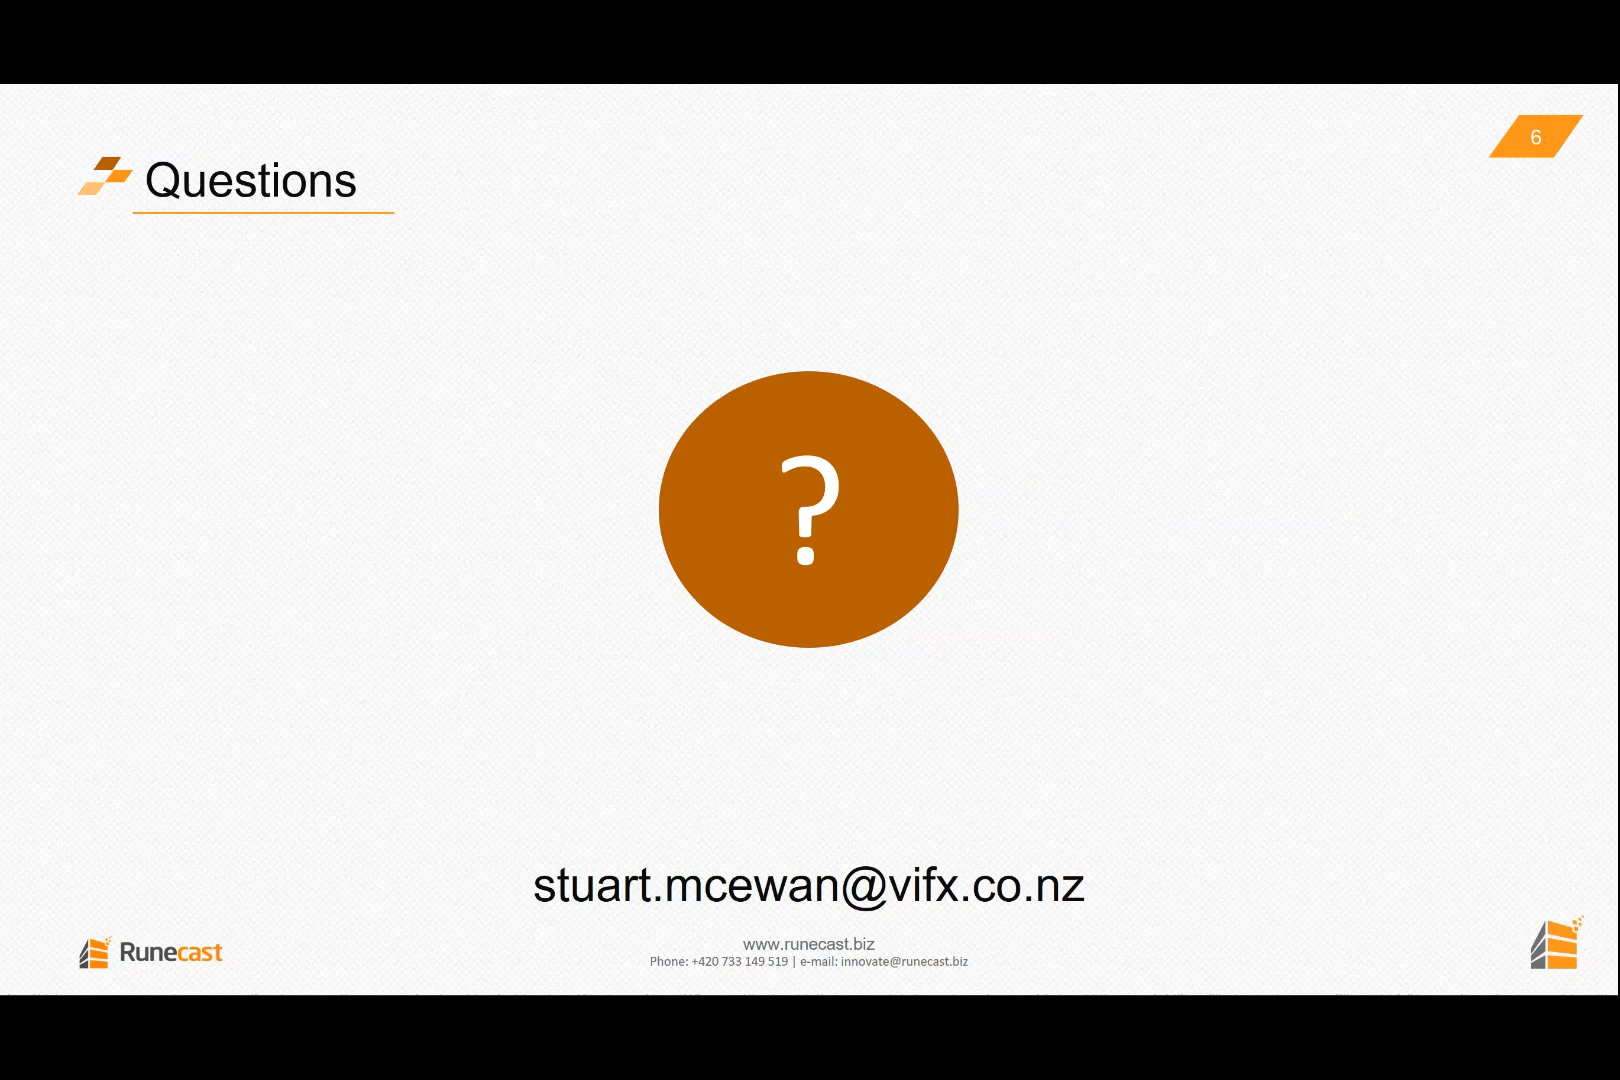 6
Questions
?
stuart.mcewan@vifx.co.nz
Runecast
www.runecast.biz
Phone: +420 733 149 519 | e-mail: innovate@runecast.biz